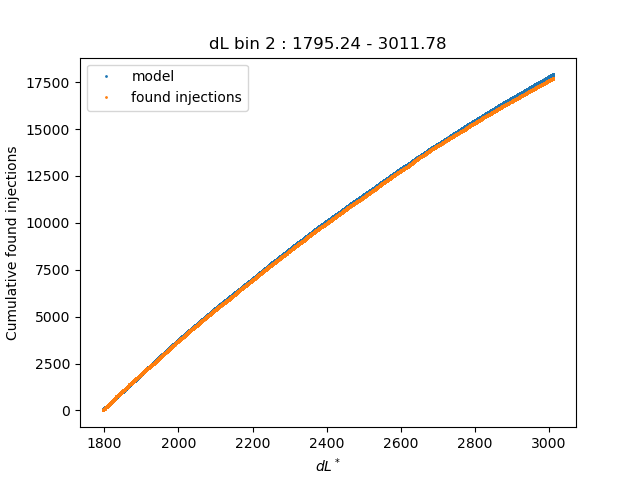 dL bin 2 : 1795.24 - 3011.78
model
found injections
17500
15000
12500
10000
7500
5000
2500
0
Cumulative found injections
1800 2000 2200 2400 2600 2800 3000
dL*